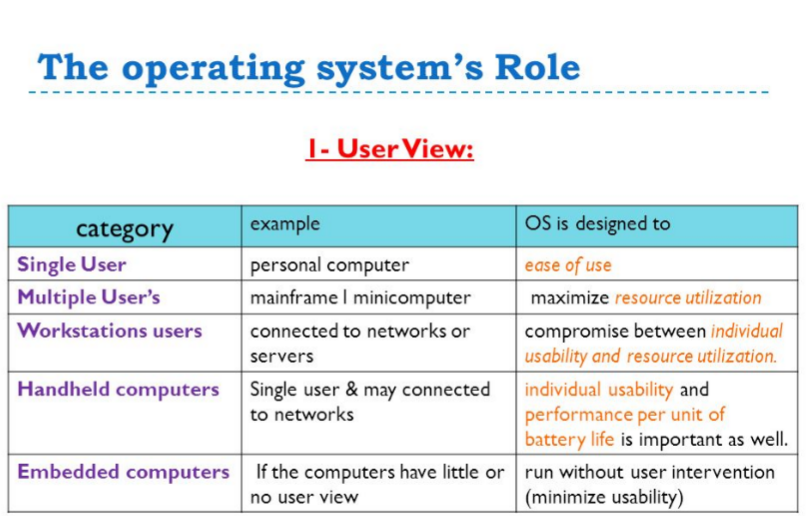 The operating system's Role
1- User View:
category
example
OS is designed to
Single User
personal computer
ease of use
Multiple User's
mainframe | minicomputer
maximize resource utilization
Workstations users
connected to networks or
servers
compromise between individual
usability and resource utilization.
Handheld computers
Single user & may connected
to networks
individual usability and
performance per unit of
battery life is important as well.
Embedded computers
If the computers have little or
no user view
run without user intervention
(minimize usability)